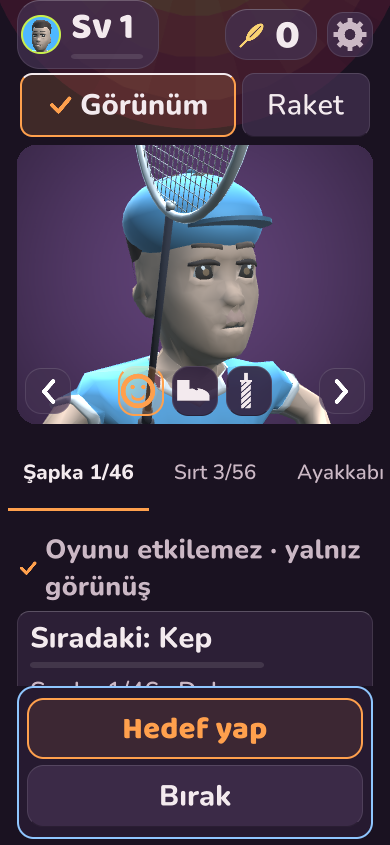 Sv 1
0
Görünüm
Raket
Şapka 1/46
Sırt 3/56
Ayakkabı
Oyunu etkilemez · yalnız
görünüş
Sıradaki: Kep
Hedef yap
Bırak